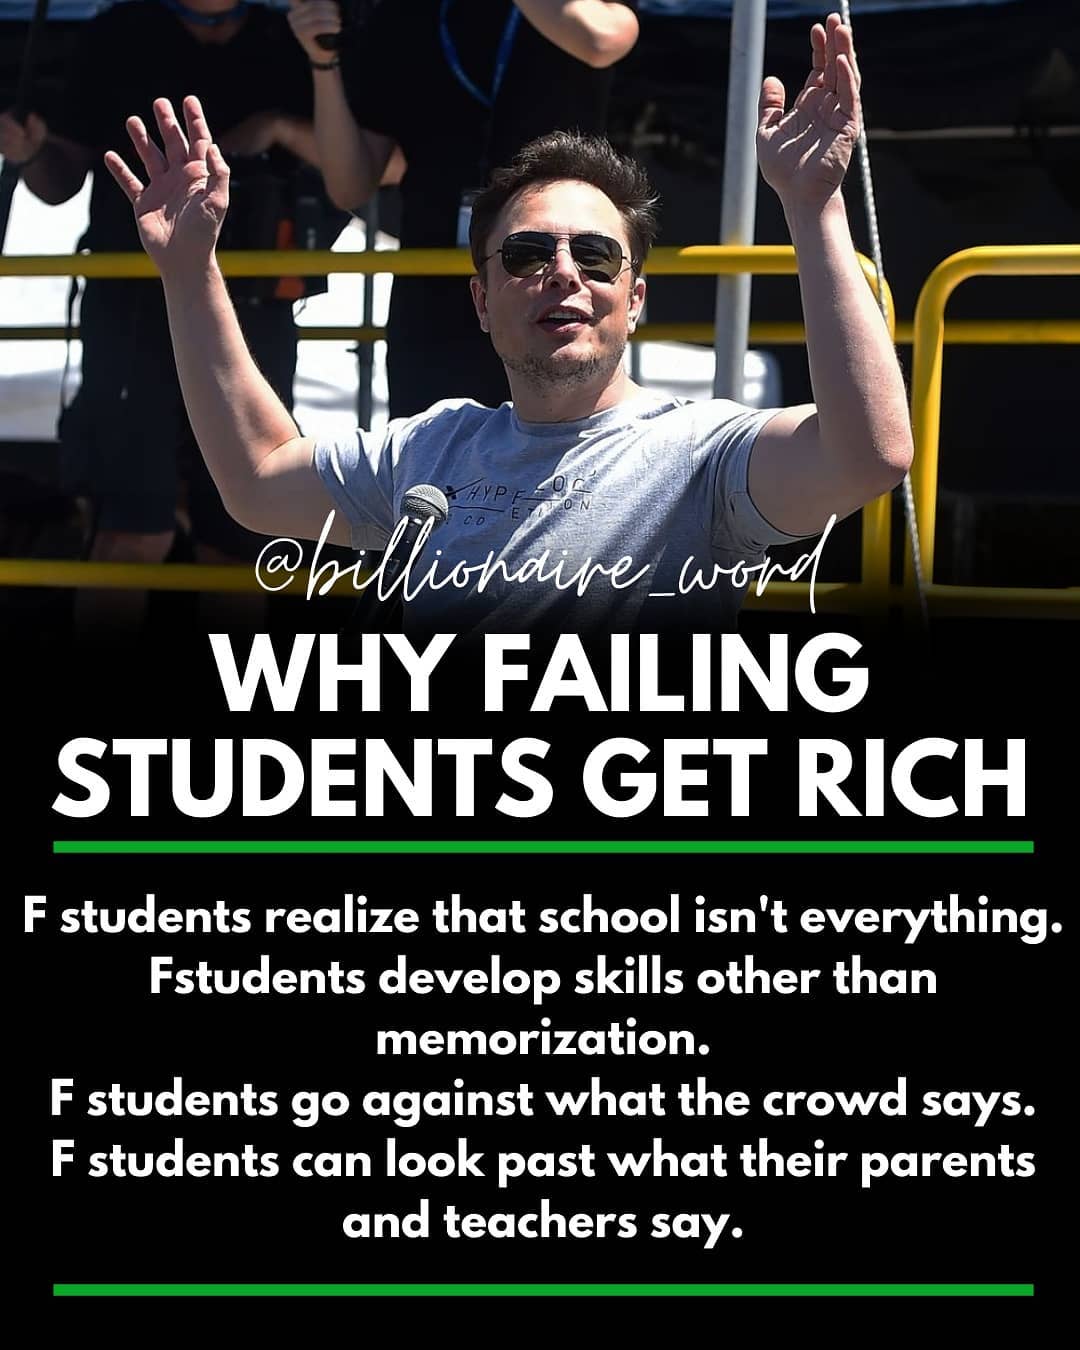 HYPE
@billionaire_word
WHY FAILING
STUDENTS GET RICH
F students realize that school isn't everything.
Fstudents develop skills other than
memorization.
F students go against what the crowd says.
F students can look past what their parents
and teachers say.